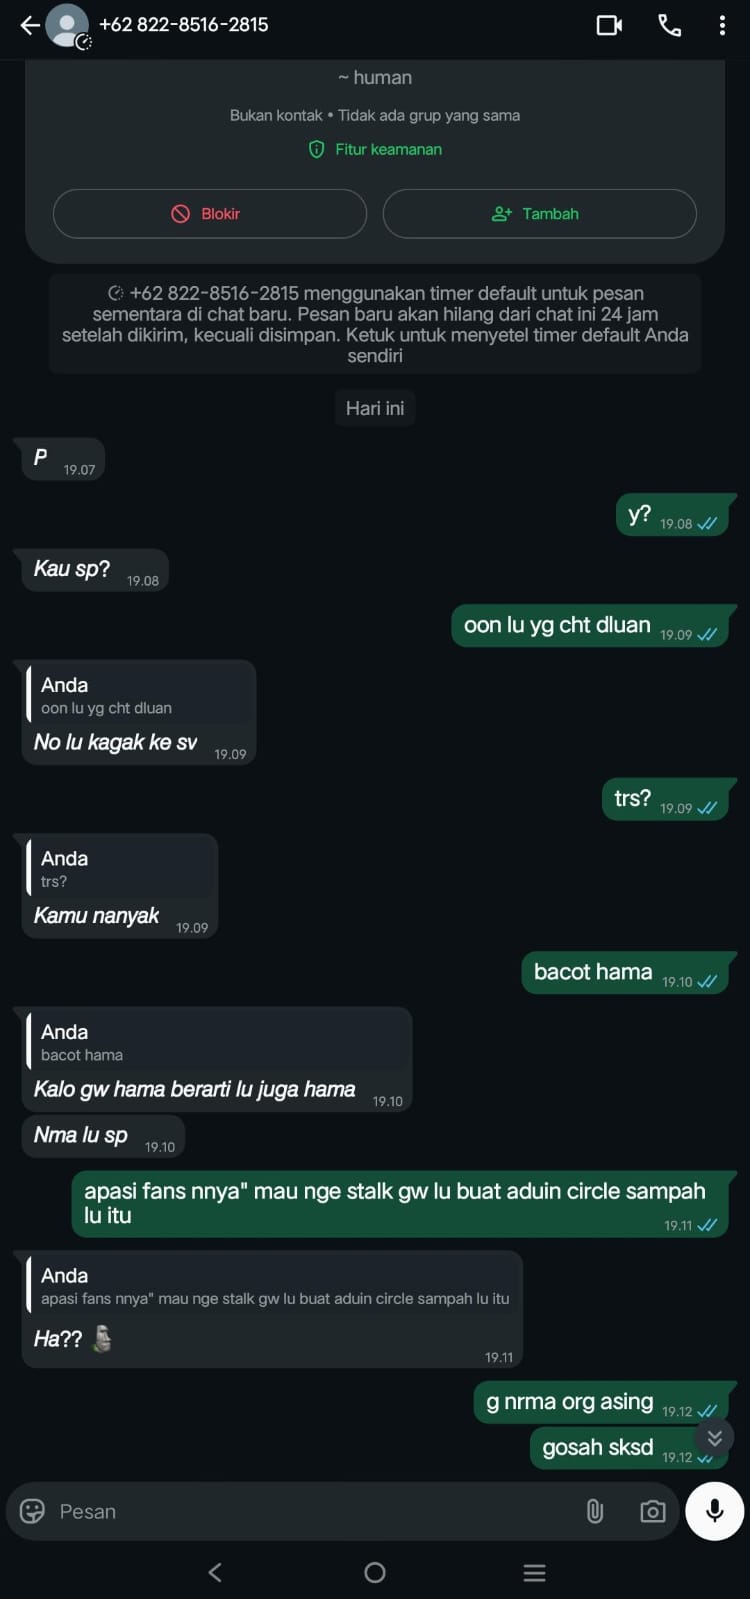 +62 822-8516-2815
~ human
Bukan kontak • Tidak ada grup yang sama
Fitur keamanan
Blokir
Tambah
+62 822-8516-2815 menggunakan timer default untuk pesan
sementara di chat baru. Pesan baru akan hilang dari chat ini 24 jam
setelah dikirim, kecuali disimpan. Ketuk untuk menyetel timer default Anda
sendiri
Hari ini
P 19.07
y? 19.08
Kau sp? 19.08
oon lu yg cht dluan 19.09
Anda
oon lu yg cht dluan
No lu kagak ke sv 19.09
trs? 19.09
Anda
trs?
Kamu nanyak 19.09
bacot hama 19.10
Anda
bacot hama
Kalo gw hama berarti lu juga hama 19.10
Nma lu sp 19.10
apasi fans nnya" mau nge stalk gw lu buat aduin circle sampah
lu itu 19.11
Anda
apasi fans nnya" mau nge stalk gw lu buat aduin circle sampah lu itu
Ha?? 🗿
19.11
g nrma org asing 19.12
gosah sksd 19.12
Pesan